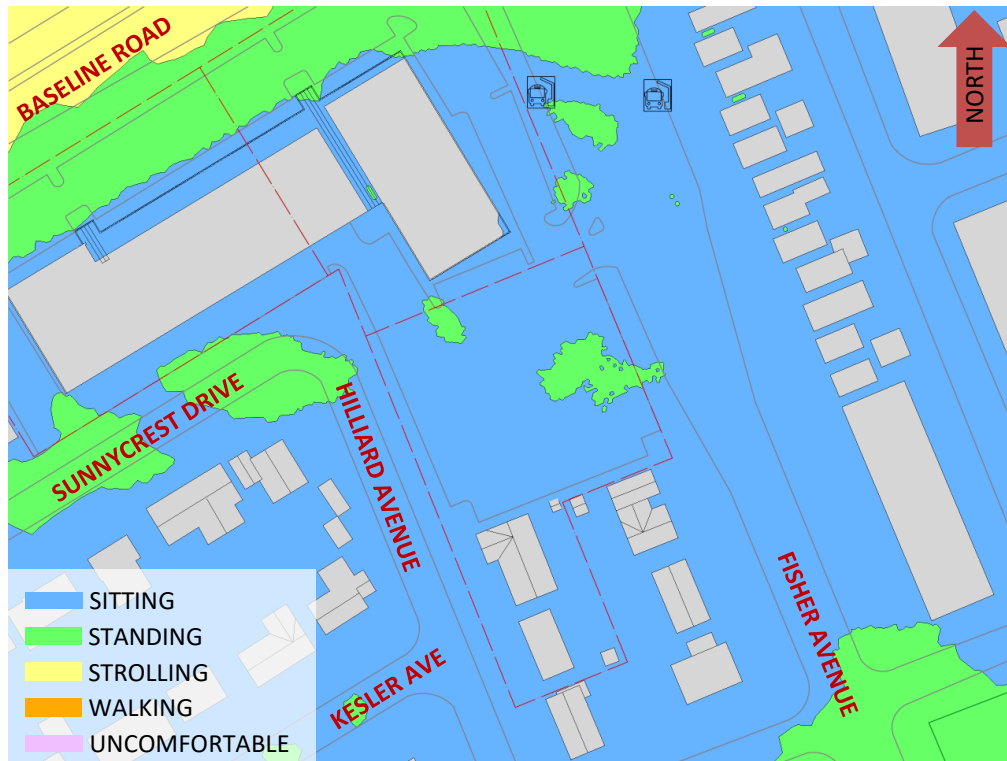 BASELINE ROAD
NORTH
SUNNYCREST DRIVE
HILLIARD AVENUE
FISHER AVENUE
KESLER AVE
SITTING
STANDING
STROLLING
WALKING
UNCOMFORTABLE